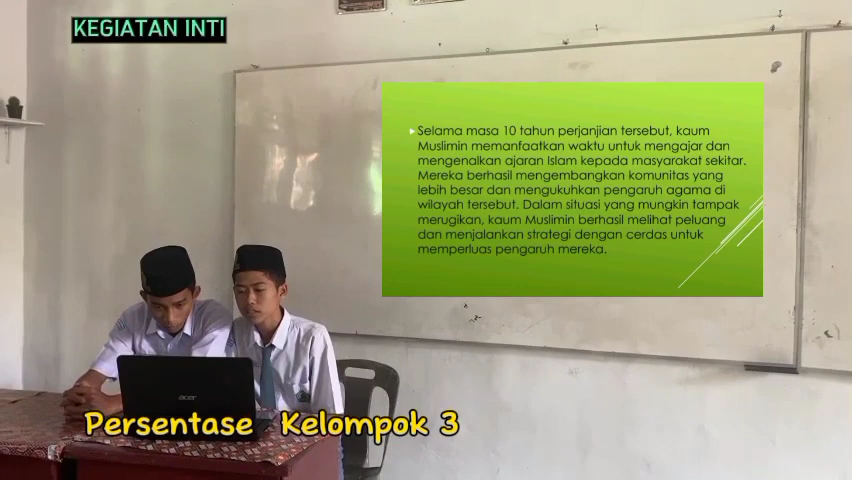 KEGIATAN INTI
Selama masa 10 tahun perjanjian tersebut, kaum
Muslimin memanfaatkan waktu untuk mengajar dan
mengenalkan ajaran Islam kepada masyarakat sekitar.
Mereka berhasil mengembangkan komunitas yang
lebih besar dan mengukuhkan pengaruh agama di
wilayah tersebut. Dalam situasi yang mungkin tampak
merugikan, kaum Muslimin berhasil melihat peluang
dan menjalankan strategi dengan cerdas untuk
memperluas pengaruh mereka.
acer
Persentase Kelompok 3